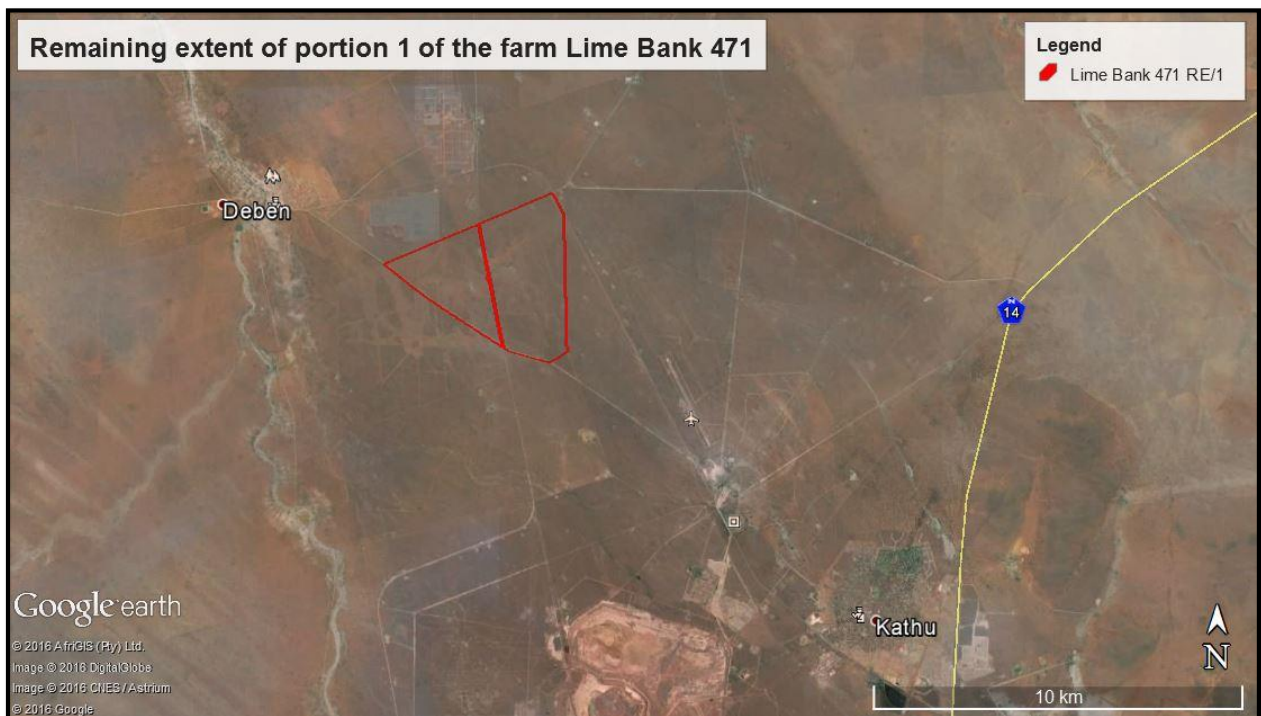 Remaining extent of portion 1 of the farm Lime Bank 471
Legend
Lime Bank 471 RE/1
Deben
N
14
Kathu
Google earth
© 2016 AfriGIS (Pty) Ltd.
Image © 2016 DigitalGlobe
Image © 2016 CNES / Astrium
© 2016 Google
N
10 km